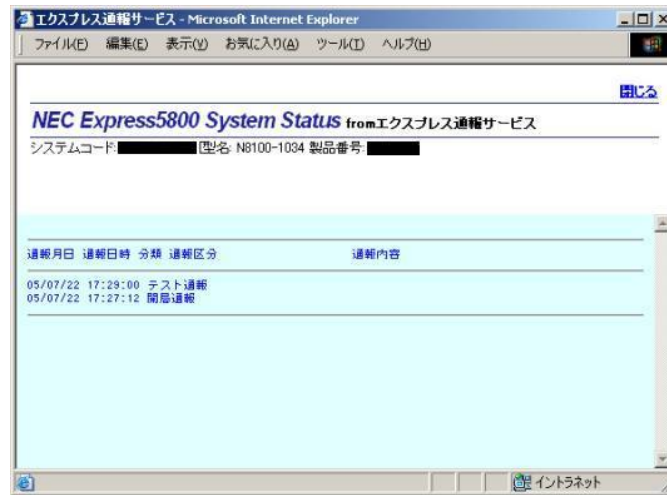 エクスプレス通報サービス - Microsoft Internet Explorer
ファイル(F) 編集(E) 表示(V) お気に入り(A) ツール(T) ヘルプ(H)
閉じる
NEC Express5800 System Status fromエクスプレス通報サービス
システムコード: 型名: N8100-1034 製品番号:
通報月日 通報日時 分類 通報区分 通報内容
05/07/22 17:29:00 テスト通報
05/07/22 17:27:12 開局通報
イントラネット